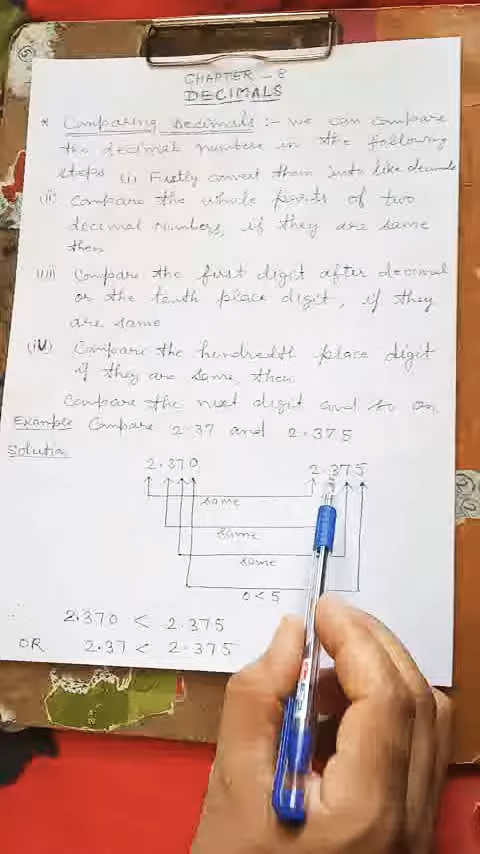 CHAPTER - 8
DECIMALS
* Comparing Decimals :- We can compare
the decimal numbers in the following
steps (i) Firstly convert them into like decimals
(ii) Compare the whole parts of two
decimal numbers, if they are same
then
(iii) Compare the first digit after decimal
or the tenth place digit, if they
are same
(iv) Compare the hundredth place digit
if they are same, then
Compare the next digit and so on
Example Compare 2.37 and 2.375
Solution
2.370 2.375
same
same
same
0 < 5
2.370 < 2.375
OR 2.37 < 2.375